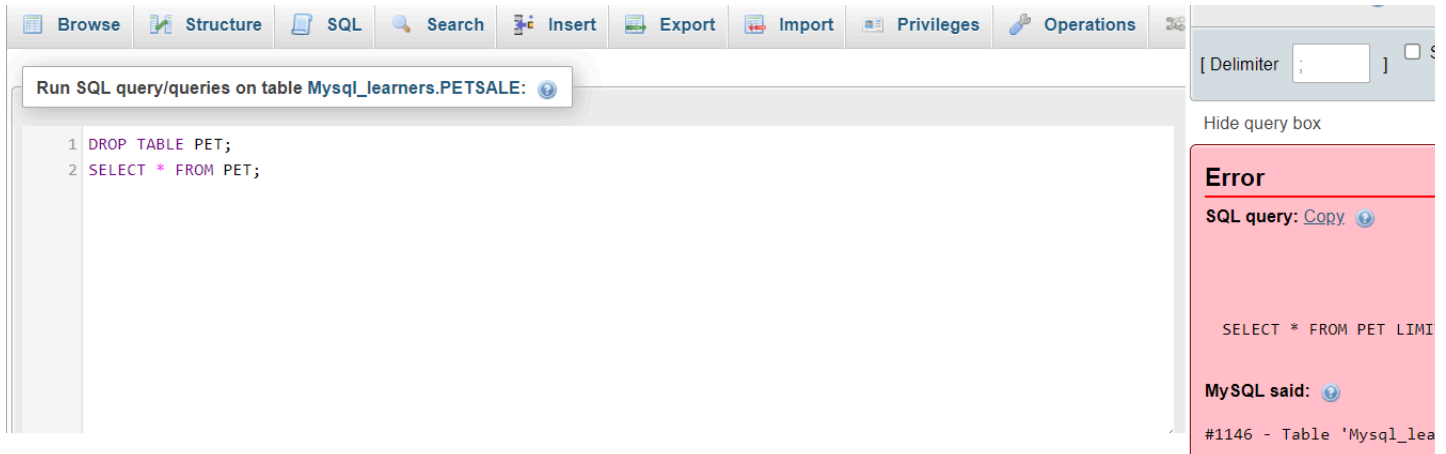 Browse Structure SQL Search Insert Export Import Privileges Operations
Run SQL query/queries on table Mysql_learners.PETSALE:
1 DROP TABLE PET;
2 SELECT * FROM PET;
[ Delimiter ; ]
Hide query box
Error
SQL query: Copy
SELECT * FROM PET LIMI
MySQL said:
#1146 - Table 'Mysql_lea